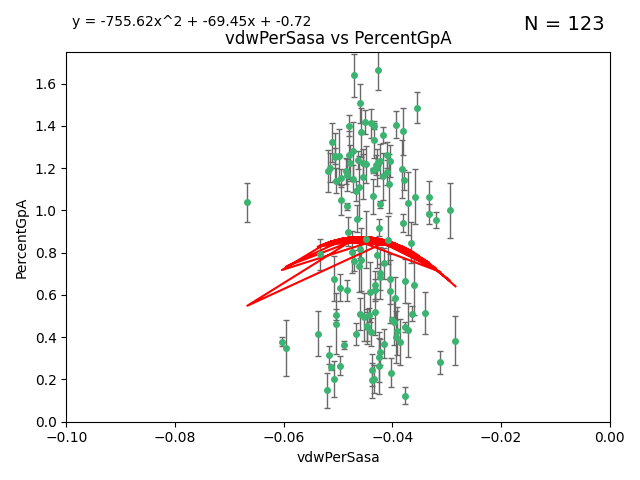 y = -755.62x^2 + -69.45x + -0.72
N = 123
vdwPerSasa vs PercentGpA
PercentGpA
1.6
1.4
1.2
1.0
0.8
0.6
0.4
0.2
0.0
−0.10 −0.08 −0.06 −0.04 −0.02 0.00
vdwPerSasa